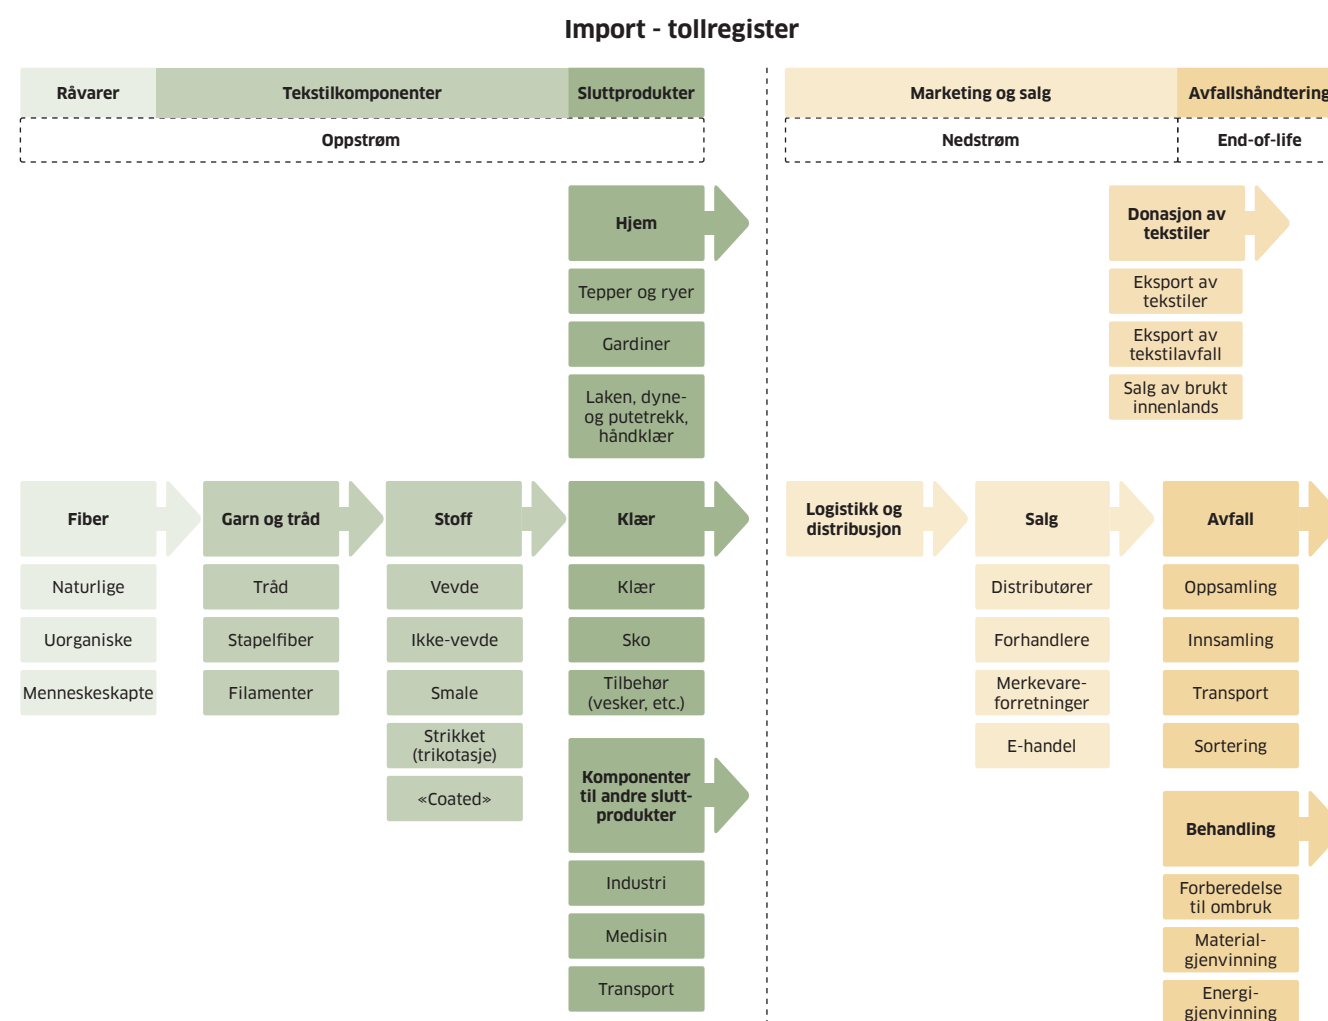 Import - tollregister
Råvarer
Tekstilkomponenter
Sluttprodukter
Marketing og salg
Avfallshåndtering
Oppstrøm
Nedstrøm
End-of-life
Hjem
Tepper og ryer
Gardiner
Laken, dyne-
og putetrekk,
håndklær
Donasjon av
tekstiler
Eksport av
tekstiler
Eksport av
tekstilavfall
Salg av brukt
innenlands
Fiber
Naturlige
Uorganiske
Menneskeskapte
Garn og tråd
Tråd
Stapelfiber
Filamenter
Stoff
Vevde
Ikke-vevde
Smale
Strikket
(trikotasje)
«Coated»
Klær
Klær
Sko
Tilbehør
(vesker, etc.)
Komponenter
til andre slutt-
produkter
Industri
Medisin
Transport
Logistikk og
distribusjon
Salg
Distributører
Forhandlere
Merkevare-
forretninger
E-handel
Avfall
Oppsamling
Innsamling
Transport
Sortering
Behandling
Forberedelse
til ombruk
Material-
gjenvinning
Energi-
gjenvinning